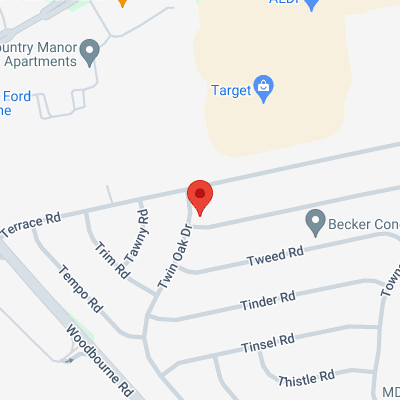 ALDI
ountry Manor
Apartments
Target
Ford
ne
Terrace Rd
Tawny Rd
Trim Rd
Twin Oak Dr
Becker Con
Tweed Rd
Tempo Rd
Tinder Rd
Towns
Woodbourne Rd
Tinsel Rd
Thistle Rd
MD